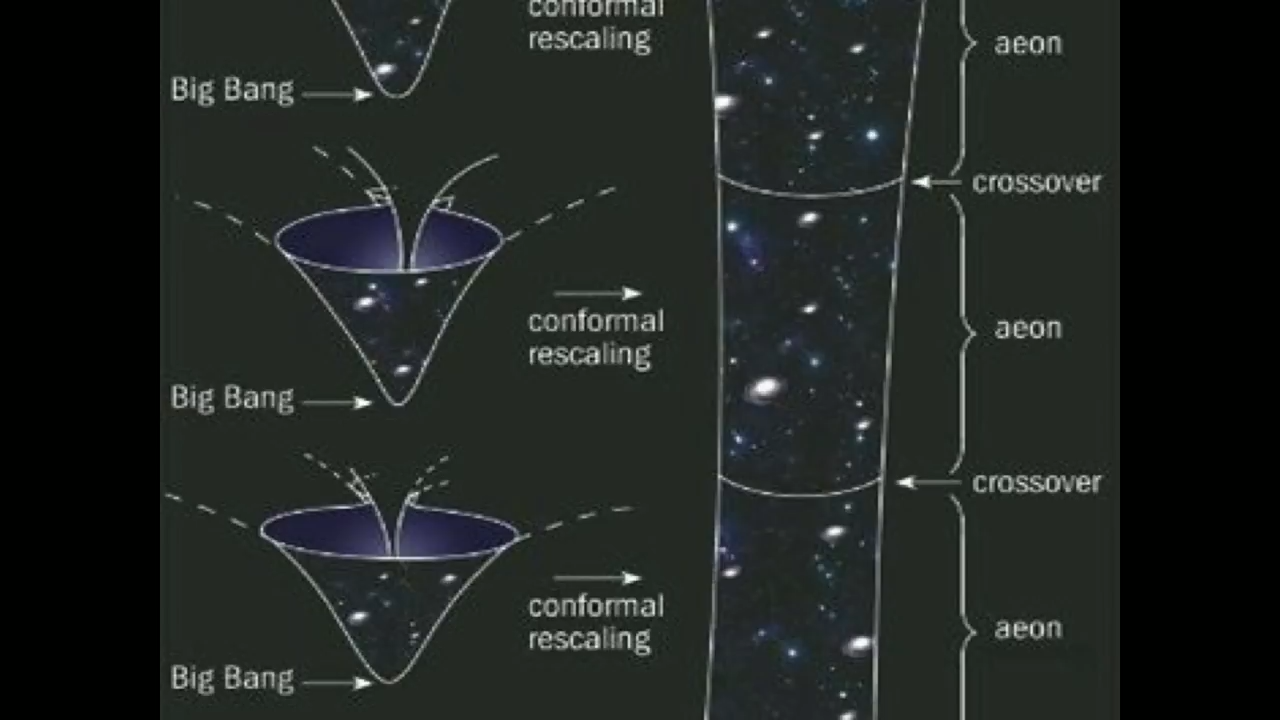 conformal
rescaling
aeon
Big Bang
crossover
conformal
rescaling
aeon
Big Bang
crossover
conformal
rescaling
aeon
Big Bang